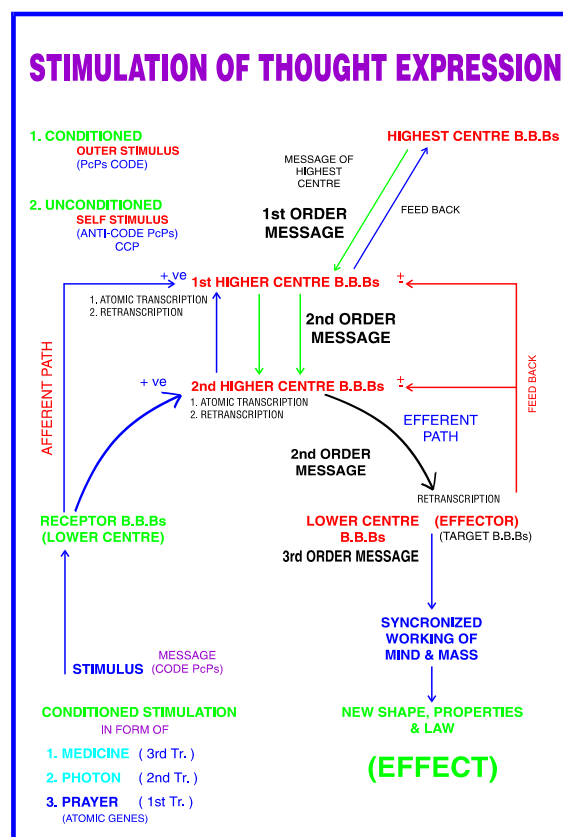 STIMULATION OF THOUGHT EXPRESSION
1. CONDITIONED
OUTER STIMULUS
(PcPs CODE)
HIGHEST CENTRE B.B.Bs
MESSAGE OF
HIGHEST
CENTRE
2. UNCONDITIONED
SELF STIMULUS
(ANTI-CODE PcPs)
CCP
1st ORDER
MESSAGE
FEED BACK
+ ve
1st HIGHER CENTRE B.B.Bs
+
-
1. ATOMIC TRANSCRIPTION
2. RETRANSCRIPTION
2nd ORDER
MESSAGE
AFFERENT PATH
+ ve
2nd HIGHER CENTRE B.B.Bs
+
-
1. ATOMIC TRANSCRIPTION
2. RETRANSCRIPTION
FEED BACK
EFFERENT
PATH
2nd ORDER
MESSAGE
RETRANSCRIPTION
RECEPTOR B.B.Bs
(LOWER CENTRE)
LOWER CENTRE
B.B.Bs
(EFFECTOR)
(TARGET B.B.Bs)
3rd ORDER MESSAGE
STIMULUS
MESSAGE
(CODE PcPs)
SYNCRONIZED
WORKING OF
MIND & MASS
CONDITIONED STIMULATION
IN FORM OF
1. MEDICINE ( 3rd Tr. )
2. PHOTON ( 2nd Tr. )
3. PRAYER ( 1st Tr. )
(ATOMIC GENES)
NEW SHAPE, PROPERTIES
& LAW
(EFFECT)